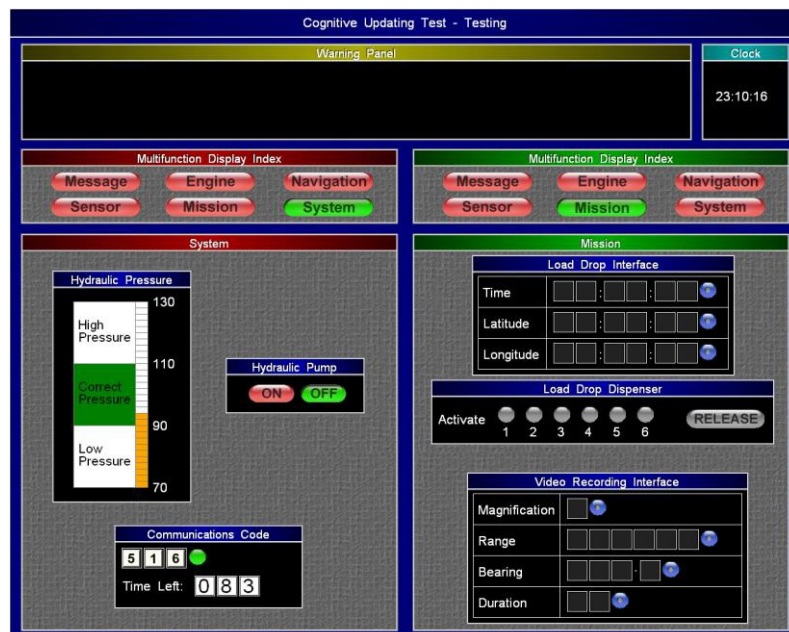 Cognitive Updating Test - Testing
Warning Panel
Clock
23:10:16
Multifunction Display Index
Message Engine Navigation
Sensor Mission System
Multifunction Display Index
Message Engine Navigation
Sensor Mission System
System
Hydraulic Pressure
130
High
Pressure
110
Correct
Pressure
90
Low
Pressure
70
Hydraulic Pump
ON OFF
Communications Code
5 1 6
Time Left: 0 8 3
Mission
Load Drop Interface
Time : :
Latitude : :
Longitude : :
Load Drop Dispenser
Activate RELEASE
1 2 3 4 5 6
Video Recording Interface
Magnification
Range
Bearing .
Duration